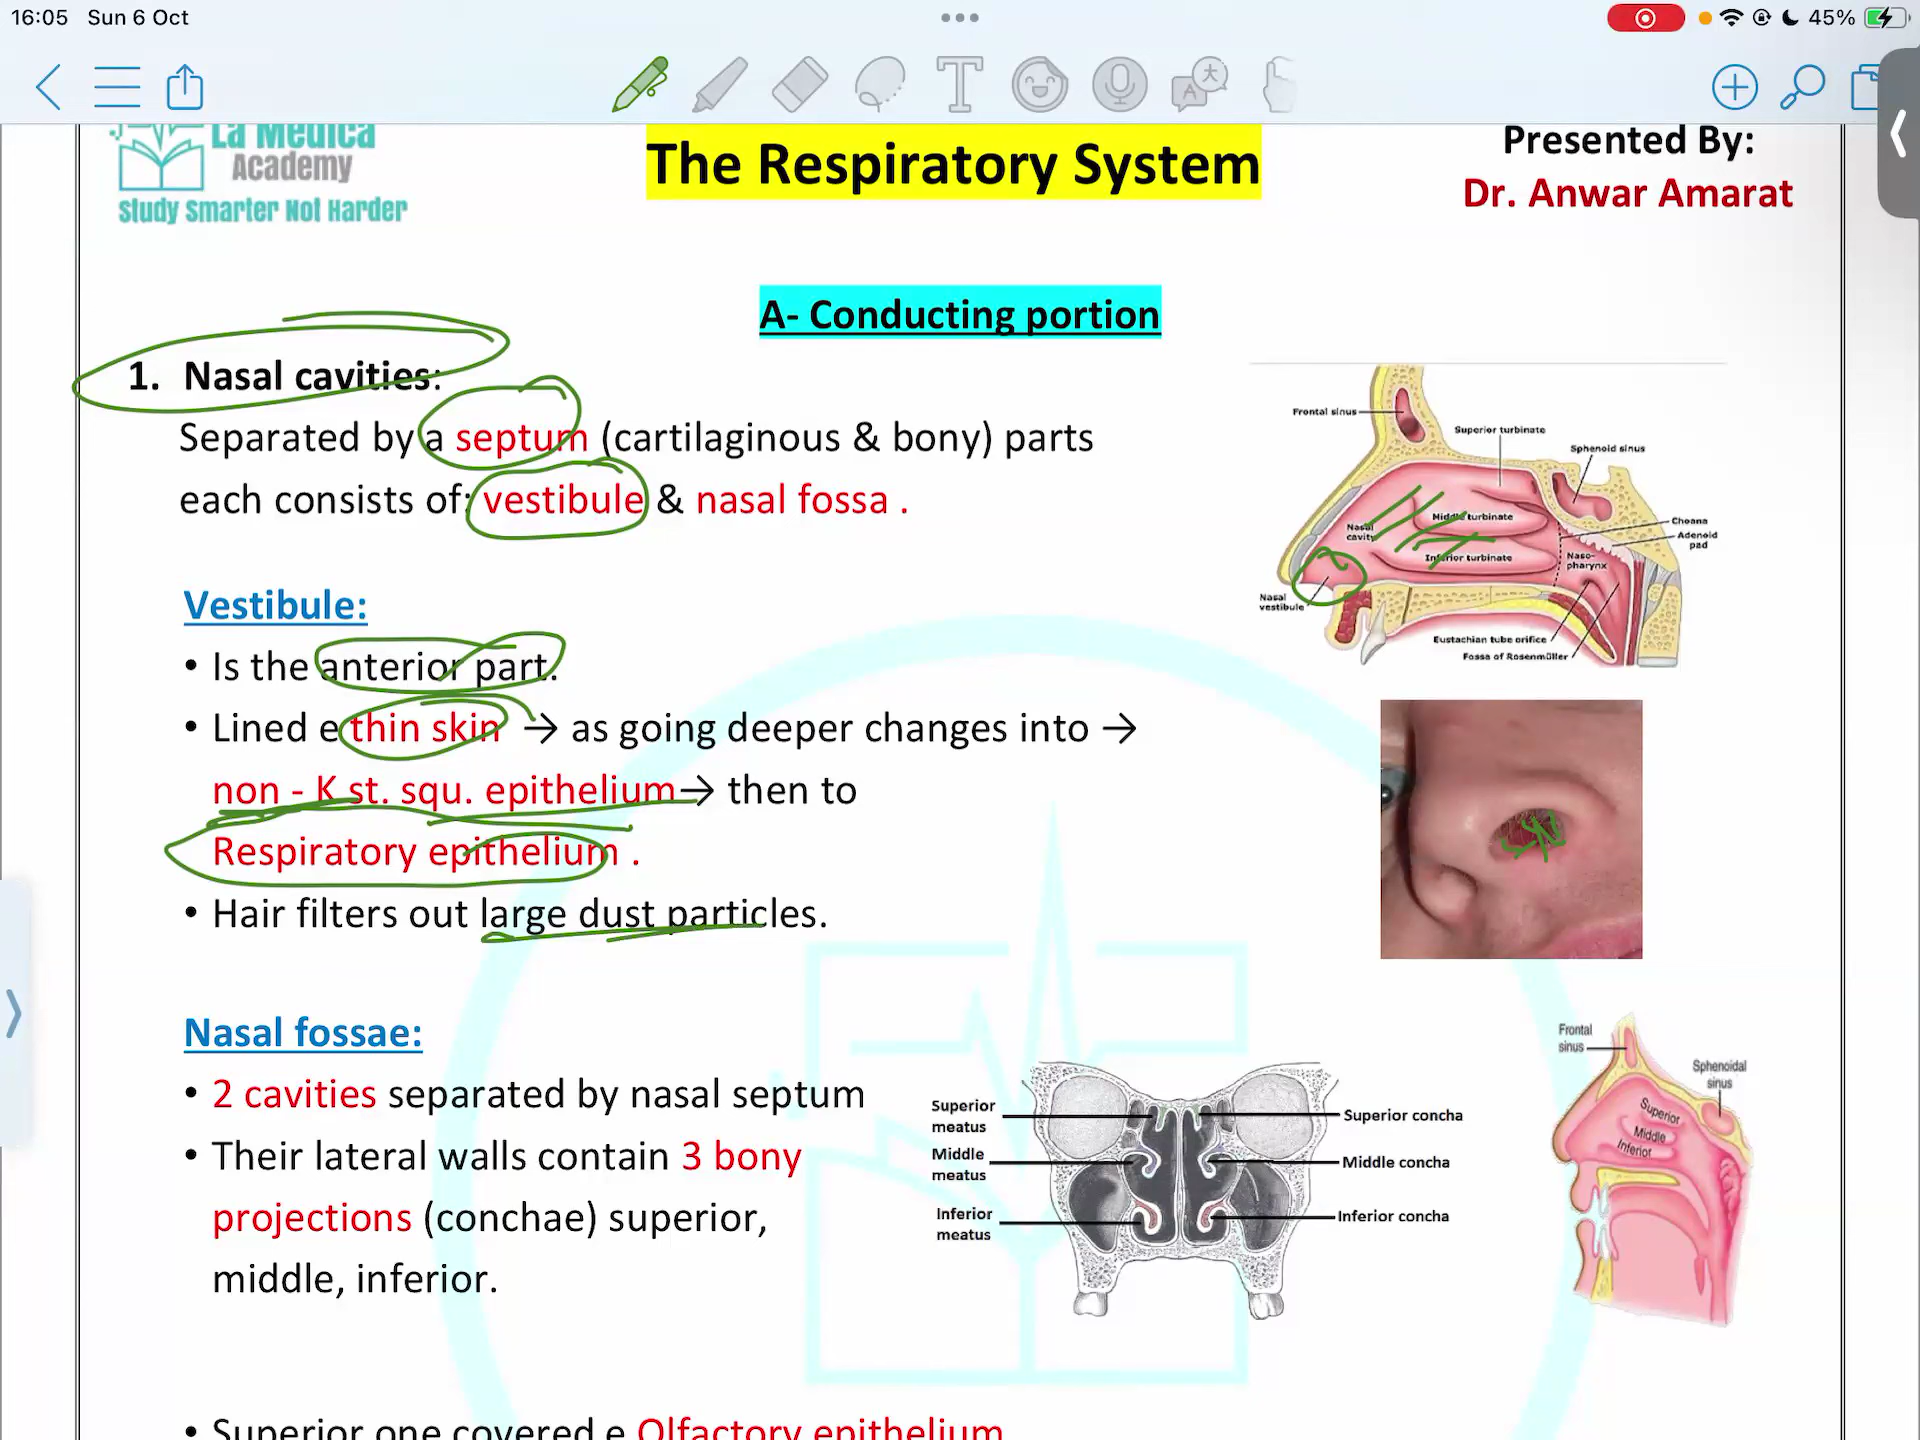 16:05 Sun 6 Oct
45%
La Medica
Academy
Study Smarter Not Harder
The Respiratory System
Presented By:
Dr. Anwar Amarat
A- Conducting portion
1. Nasal cavities:
Separated by a septum (cartilaginous & bony) parts
each consists of: vestibule & nasal fossa .
Frontal sinus
Superior turbinate
Sphenoid sinus
Middle turbinate
Choana
Nasal
cavity
Adenoid
pad
Inferior turbinate
Naso-
pharynx
Nasal
vestibule
Eustachian tube orifice
Fossa of Rosenmüller
Vestibule:
• Is the anterior part.
• Lined e thin skin → as going deeper changes into →
non - K st. squ. epithelium→ then to
Respiratory epithelium .
• Hair filters out large dust particles.
Nasal fossae:
• 2 cavities separated by nasal septum
• Their lateral walls contain 3 bony
projections (conchae) superior,
middle, inferior.
Superior
meatus
Middle
meatus
Inferior
meatus
Superior concha
Middle concha
Inferior concha
Frontal
sinus
Sphenoidal
sinus
Superior
Middle
Inferior
• Superior one covered e Olfactory epithelium